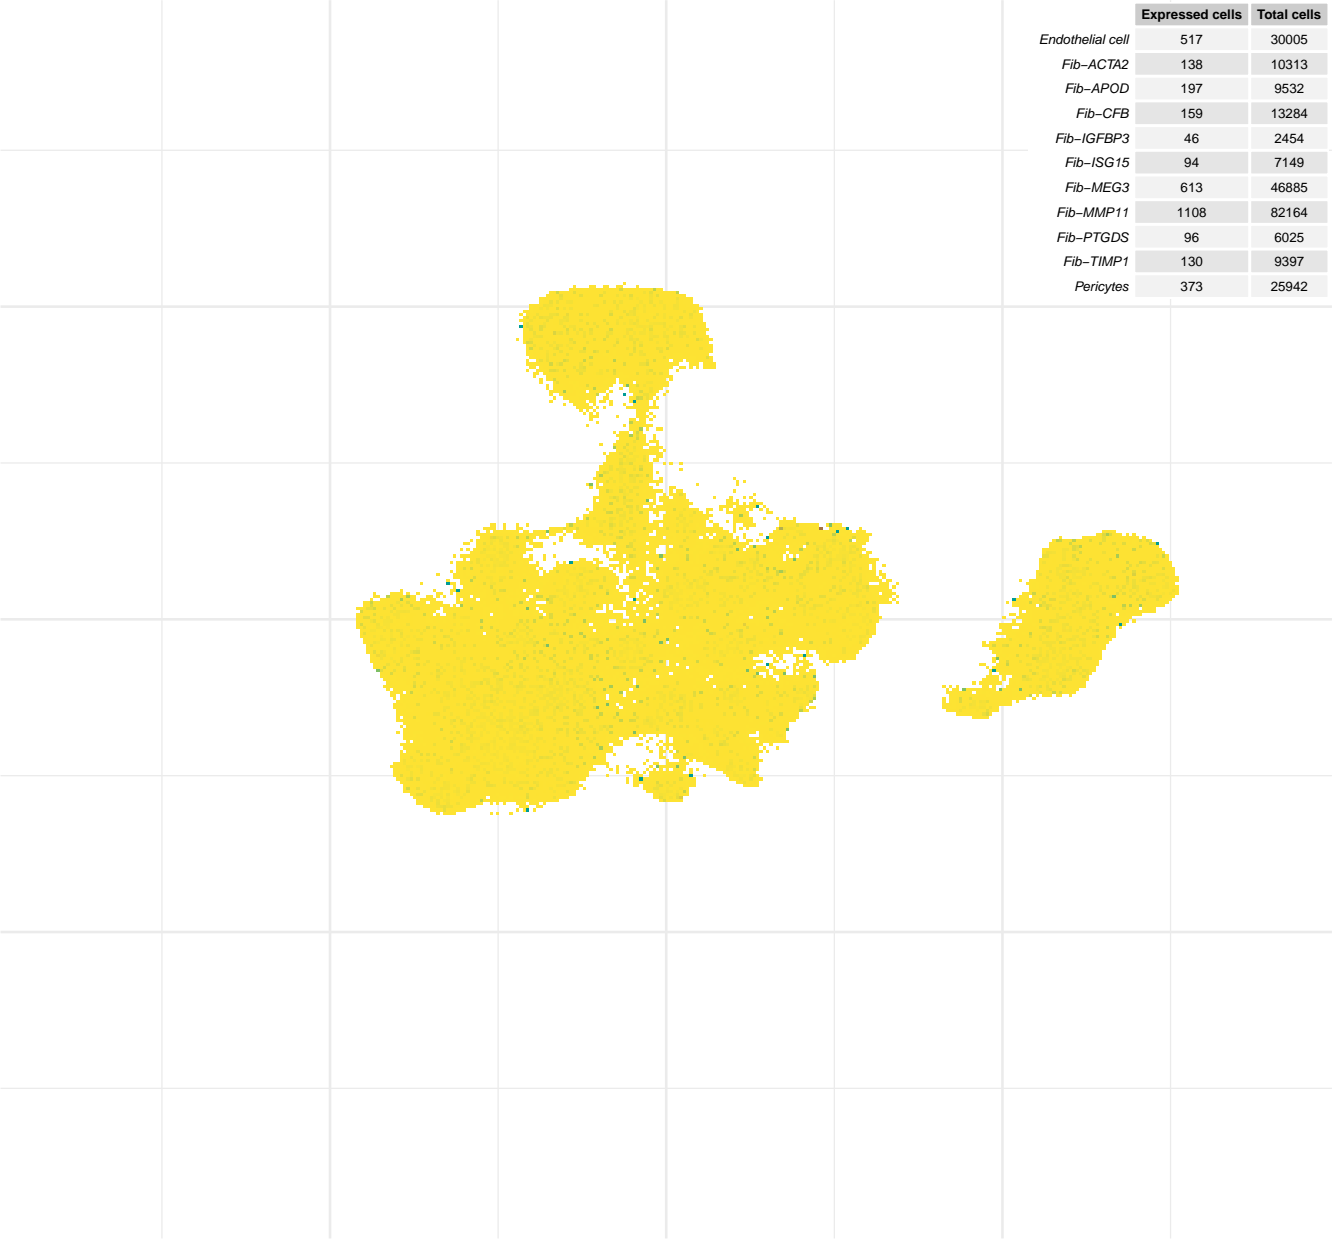 Expressed cells Total cells
Endothelial cell 517 30005
Fib−ACTA2 138 10313
Fib−APOD 197 9532
Fib−CFB 159 13284
Fib−IGFBP3 46 2454
Fib−ISG15 94 7149
Fib−MEG3 613 46885
Fib−MMP11 1108 82164
Fib−PTGDS 96 6025
Fib−TIMP1 130 9397
Pericytes 373 25942